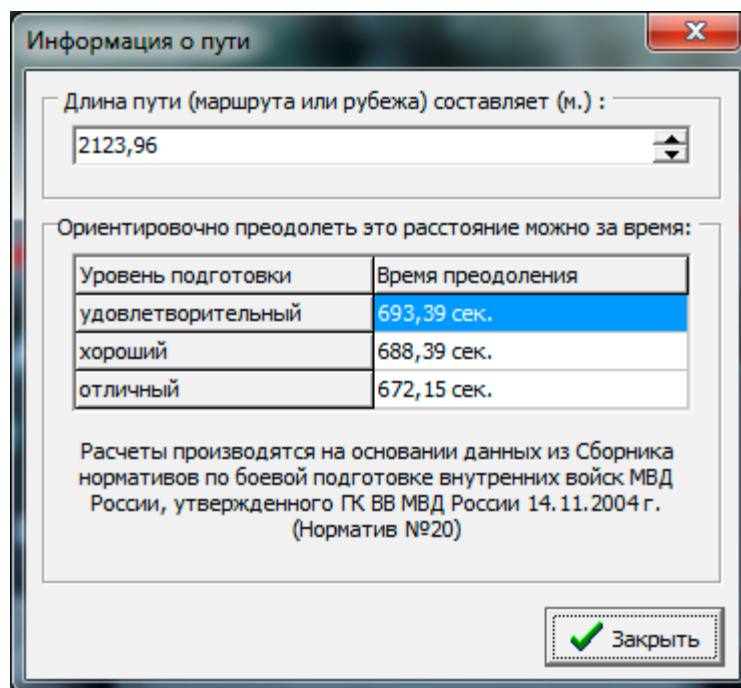 Информация о пути
Длина пути (маршрута или рубежа) составляет (м.) :
2123,96
Ориентировочно преодолеть это расстояние можно за время:
Уровень подготовки Время преодоления
удовлетворительный 693,39 сек.
хороший 688,39 сек.
отличный 672,15 сек.
Расчеты производятся на основании данных из Сборника
нормативов по боевой подготовке внутренних войск МВД
России, утвержденного ГК ВВ МВД России 14.11.2004 г.
(Норматив №20)
Закрыть